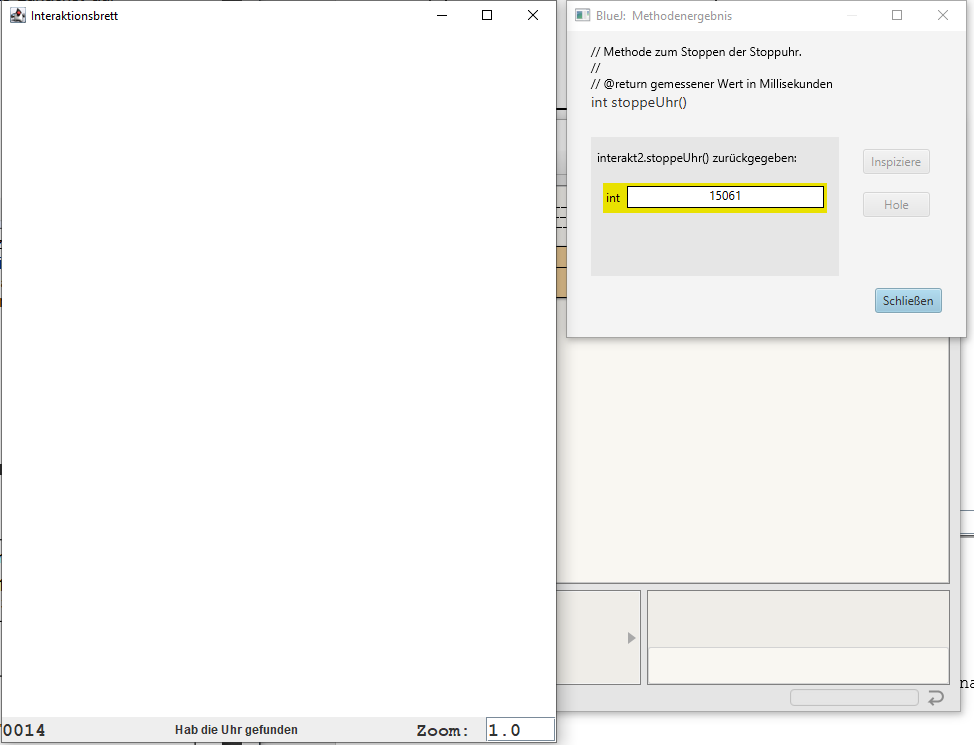 Interaktionsbrett
BlueJ: Methodenergebnis
// Methode zum Stoppen der Stoppuhr.
//
// @return gemessener Wert in Millisekunden
int stoppeUhr()
interakt2.stoppeUhr() zurückgegeben:
int 15061
Inspiziere
Hole
Schließen
0014 Hab die Uhr gefunden Zoom: 1.0